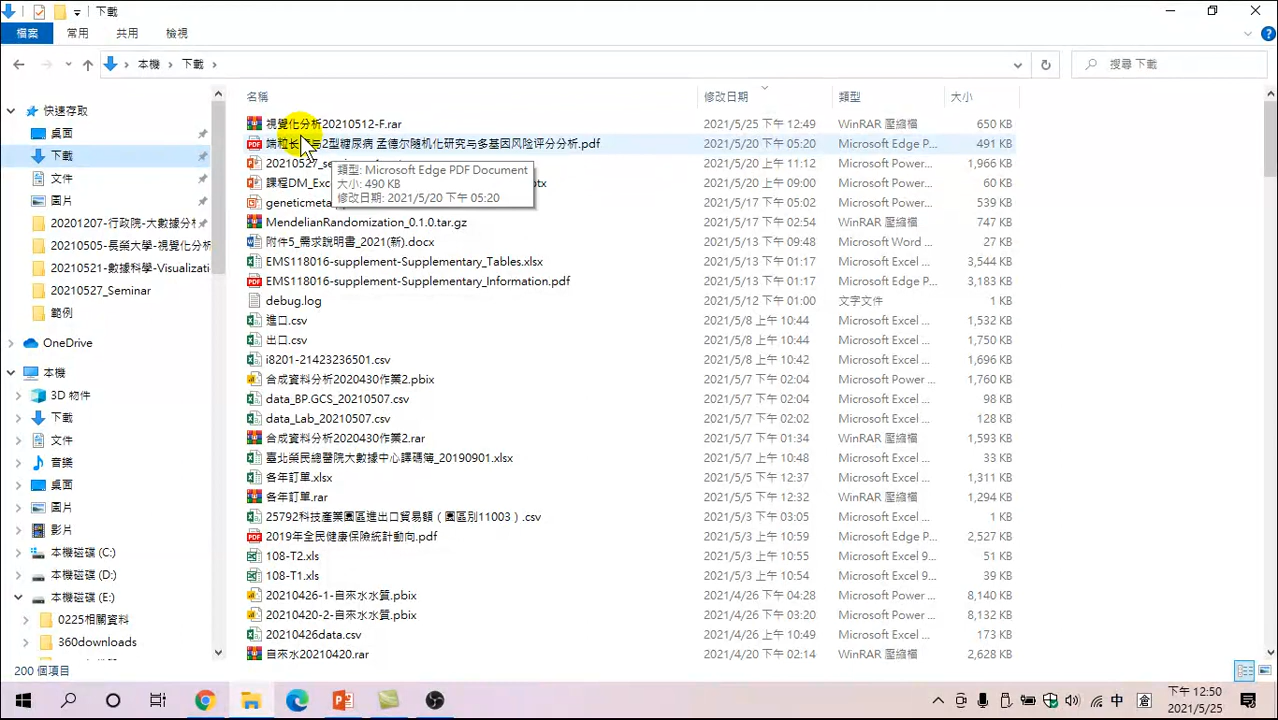 下載
檔案 常用 共用 檢視
本機 下載 搜尋 下載
名稱 修改日期 類型 大小
快速存取
桌面
下載
文件
圖片
20201207-行政院-大數據分析
20210505-長榮大學-視覺化分析
20210521-數據科學-Visualizati
20210527_Seminar
範例
OneDrive
本機
3D 物件
下載
文件
音樂
桌面
圖片
影片
本機磁碟 (C:)
本機磁碟 (D:)
本機磁碟 (E:)
0225相關資料
360downloads
視覺化分析20210512-F.rar 2021/5/25 下午 12:49 WinRAR 壓縮檔 650 KB
端粒长 与2型糖尿病 孟德尔随机化研究与多基因风险评分分析.pdf 2021/5/20 下午 05:20 Microsoft Edge P... 491 KB
20210527_se 2021/5/20 上午 11:12 Microsoft Power ... 1,966 KB
課程DM_Exc ptx 2021/5/20 上午 09:00 Microsoft Power ... 60 KB
geneticmeta 2021/5/17 下午 05:02 Microsoft Power ... 539 KB
類型: Microsoft Edge PDF Document
大小: 490 KB
修改日期: 2021/5/20 下午 05:20
MendelianRandomization_0.1.0.tar.gz 2021/5/17 下午 02:54 WinRAR 壓縮檔 747 KB
附件5_需求說明書_2021(新).docx 2021/5/13 下午 09:48 Microsoft Word ... 27 KB
EMS118016-supplement-Supplementary_Tables.xlsx 2021/5/13 下午 01:17 Microsoft Excel ... 3,544 KB
EMS118016-supplement-Supplementary_Information.pdf 2021/5/13 下午 01:17 Microsoft Edge P... 3,183 KB
debug.log 2021/5/12 下午 01:00 文字文件 1 KB
進口.csv 2021/5/8 上午 10:44 Microsoft Excel ... 1,532 KB
出口.csv 2021/5/8 上午 10:44 Microsoft Excel ... 1,750 KB
i8201-21423236501.csv 2021/5/8 上午 10:42 Microsoft Excel ... 1,696 KB
合成資料分析2020430作業2.pbix 2021/5/7 下午 02:04 Microsoft Power ... 1,760 KB
data_BP.GCS_20210507.csv 2021/5/7 下午 02:03 Microsoft Excel ... 98 KB
data_Lab_20210507.csv 2021/5/7 下午 02:02 Microsoft Excel ... 128 KB
合成資料分析2020430作業2.rar 2021/5/7 下午 01:34 WinRAR 壓縮檔 1,593 KB
臺北榮民總醫院大數據中心譯碼簿_20190901.xlsx 2021/5/7 上午 10:48 Microsoft Excel ... 33 KB
各年訂單.xlsx 2021/5/5 下午 12:37 Microsoft Excel ... 1,311 KB
各年訂單.rar 2021/5/5 下午 12:32 WinRAR 壓縮檔 1,294 KB
25792科技產業園區進出口貿易額（園區別11003）.csv 2021/5/3 下午 03:05 Microsoft Excel ... 1 KB
2019年全民健康保險統計動向.pdf 2021/5/3 上午 10:59 Microsoft Edge P... 2,527 KB
108-T2.xls 2021/5/3 上午 10:55 Microsoft Excel 9... 51 KB
108-T1.xls 2021/5/3 上午 10:54 Microsoft Excel 9... 39 KB
20210426-1-自來水水質.pbix 2021/4/26 下午 04:28 Microsoft Power ... 8,140 KB
20210420-2-自來水水質.pbix 2021/4/26 下午 03:20 Microsoft Power ... 8,132 KB
20210426data.csv 2021/4/26 上午 10:49 Microsoft Excel ... 173 KB
自來水20210420.rar 2021/4/26 下午 02:14 WinRAR 壓縮檔 2,628 KB
200 個項目
中 倉 下午 12:50
2021/5/25